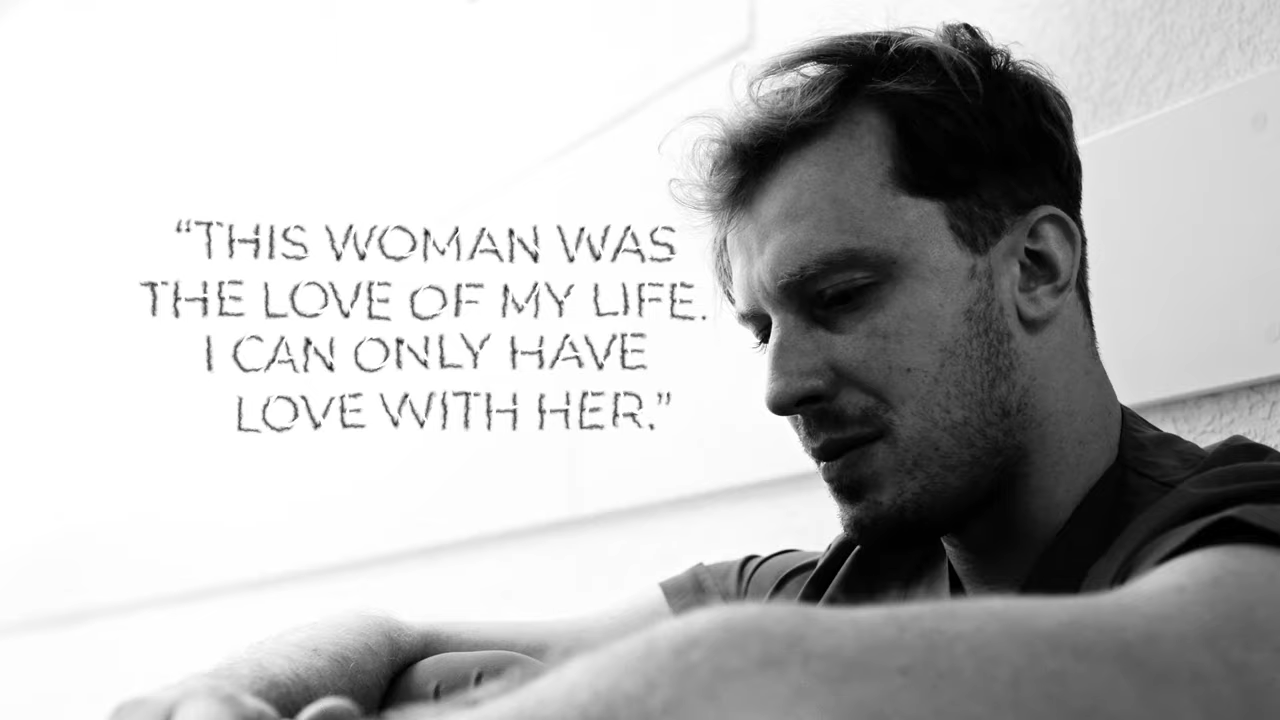 “THIS WOMAN WAS
THE LOVE OF MY LIFE.
I CAN ONLY HAVE
LOVE WITH HER.”